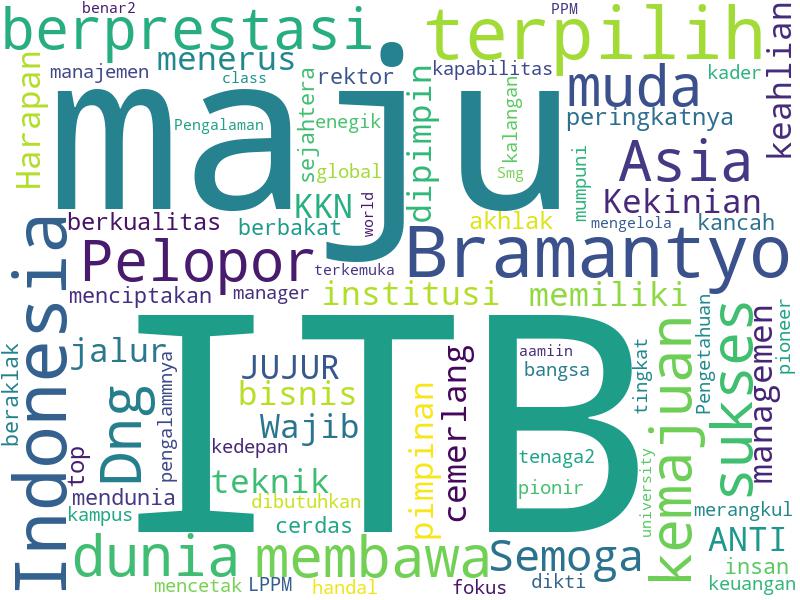 benar2
PPM
berprestasi
terpilih
keahlian
menerus
manajemen
class
rektor
kapabilitas
kader
Harapan
maju
muda
peringkatnya
Pengalaman
enegik
sejahtera
dipimpin
kalangan
Smg
mumpuni
Asia
global
world
KKN
Kekinian
berkualitas
berbakat
akhlak
mengelola
kancah
Indonesia
Pelopor
terkemuka
Bramantyo
menciptakan
manager
institusi
memiliki
ITB
jalur
beraklak
pengalammnya
Dng
top
JUJUR
bisnis
Wajib
kedepan
teknik
dibutuhkan
cerdas
pimpinan
cemerlang
aamiin
bangsa
tingkat
kemajuan
Pengetahuan
sukses
managemen
pioneer
tenaga2
pionir
university
mendunia
kampus
merangkul
ANTI
dunia
membawa
Semoga
insan
mencetak
LPPM
handal
fokus
dikti
keuangan